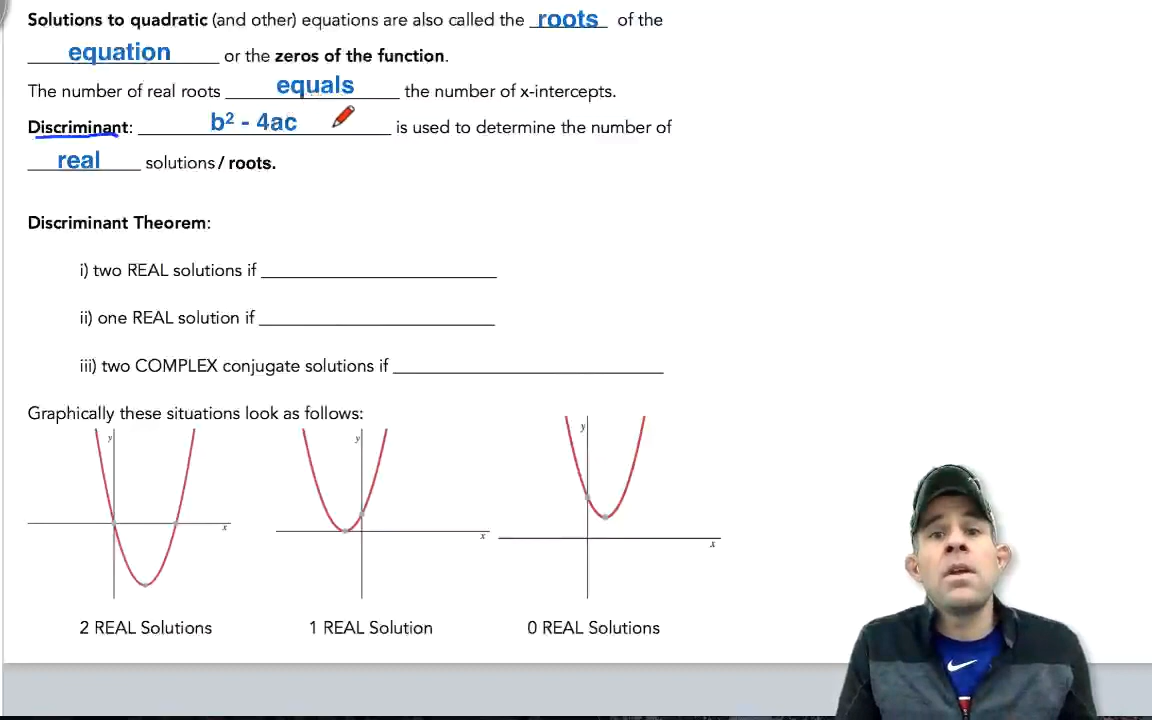 Solutions to quadratic (and other) equations are also called the roots of the
equation or the zeros of the function.
The number of real roots equals the number of x-intercepts.
Discriminant: b² - 4ac is used to determine the number of
real solutions / roots.
Discriminant Theorem:
i) two REAL solutions if
ii) one REAL solution if
iii) two COMPLEX conjugate solutions if
Graphically these situations look as follows:
y y y
x x x
2 REAL Solutions 1 REAL Solution 0 REAL Solutions